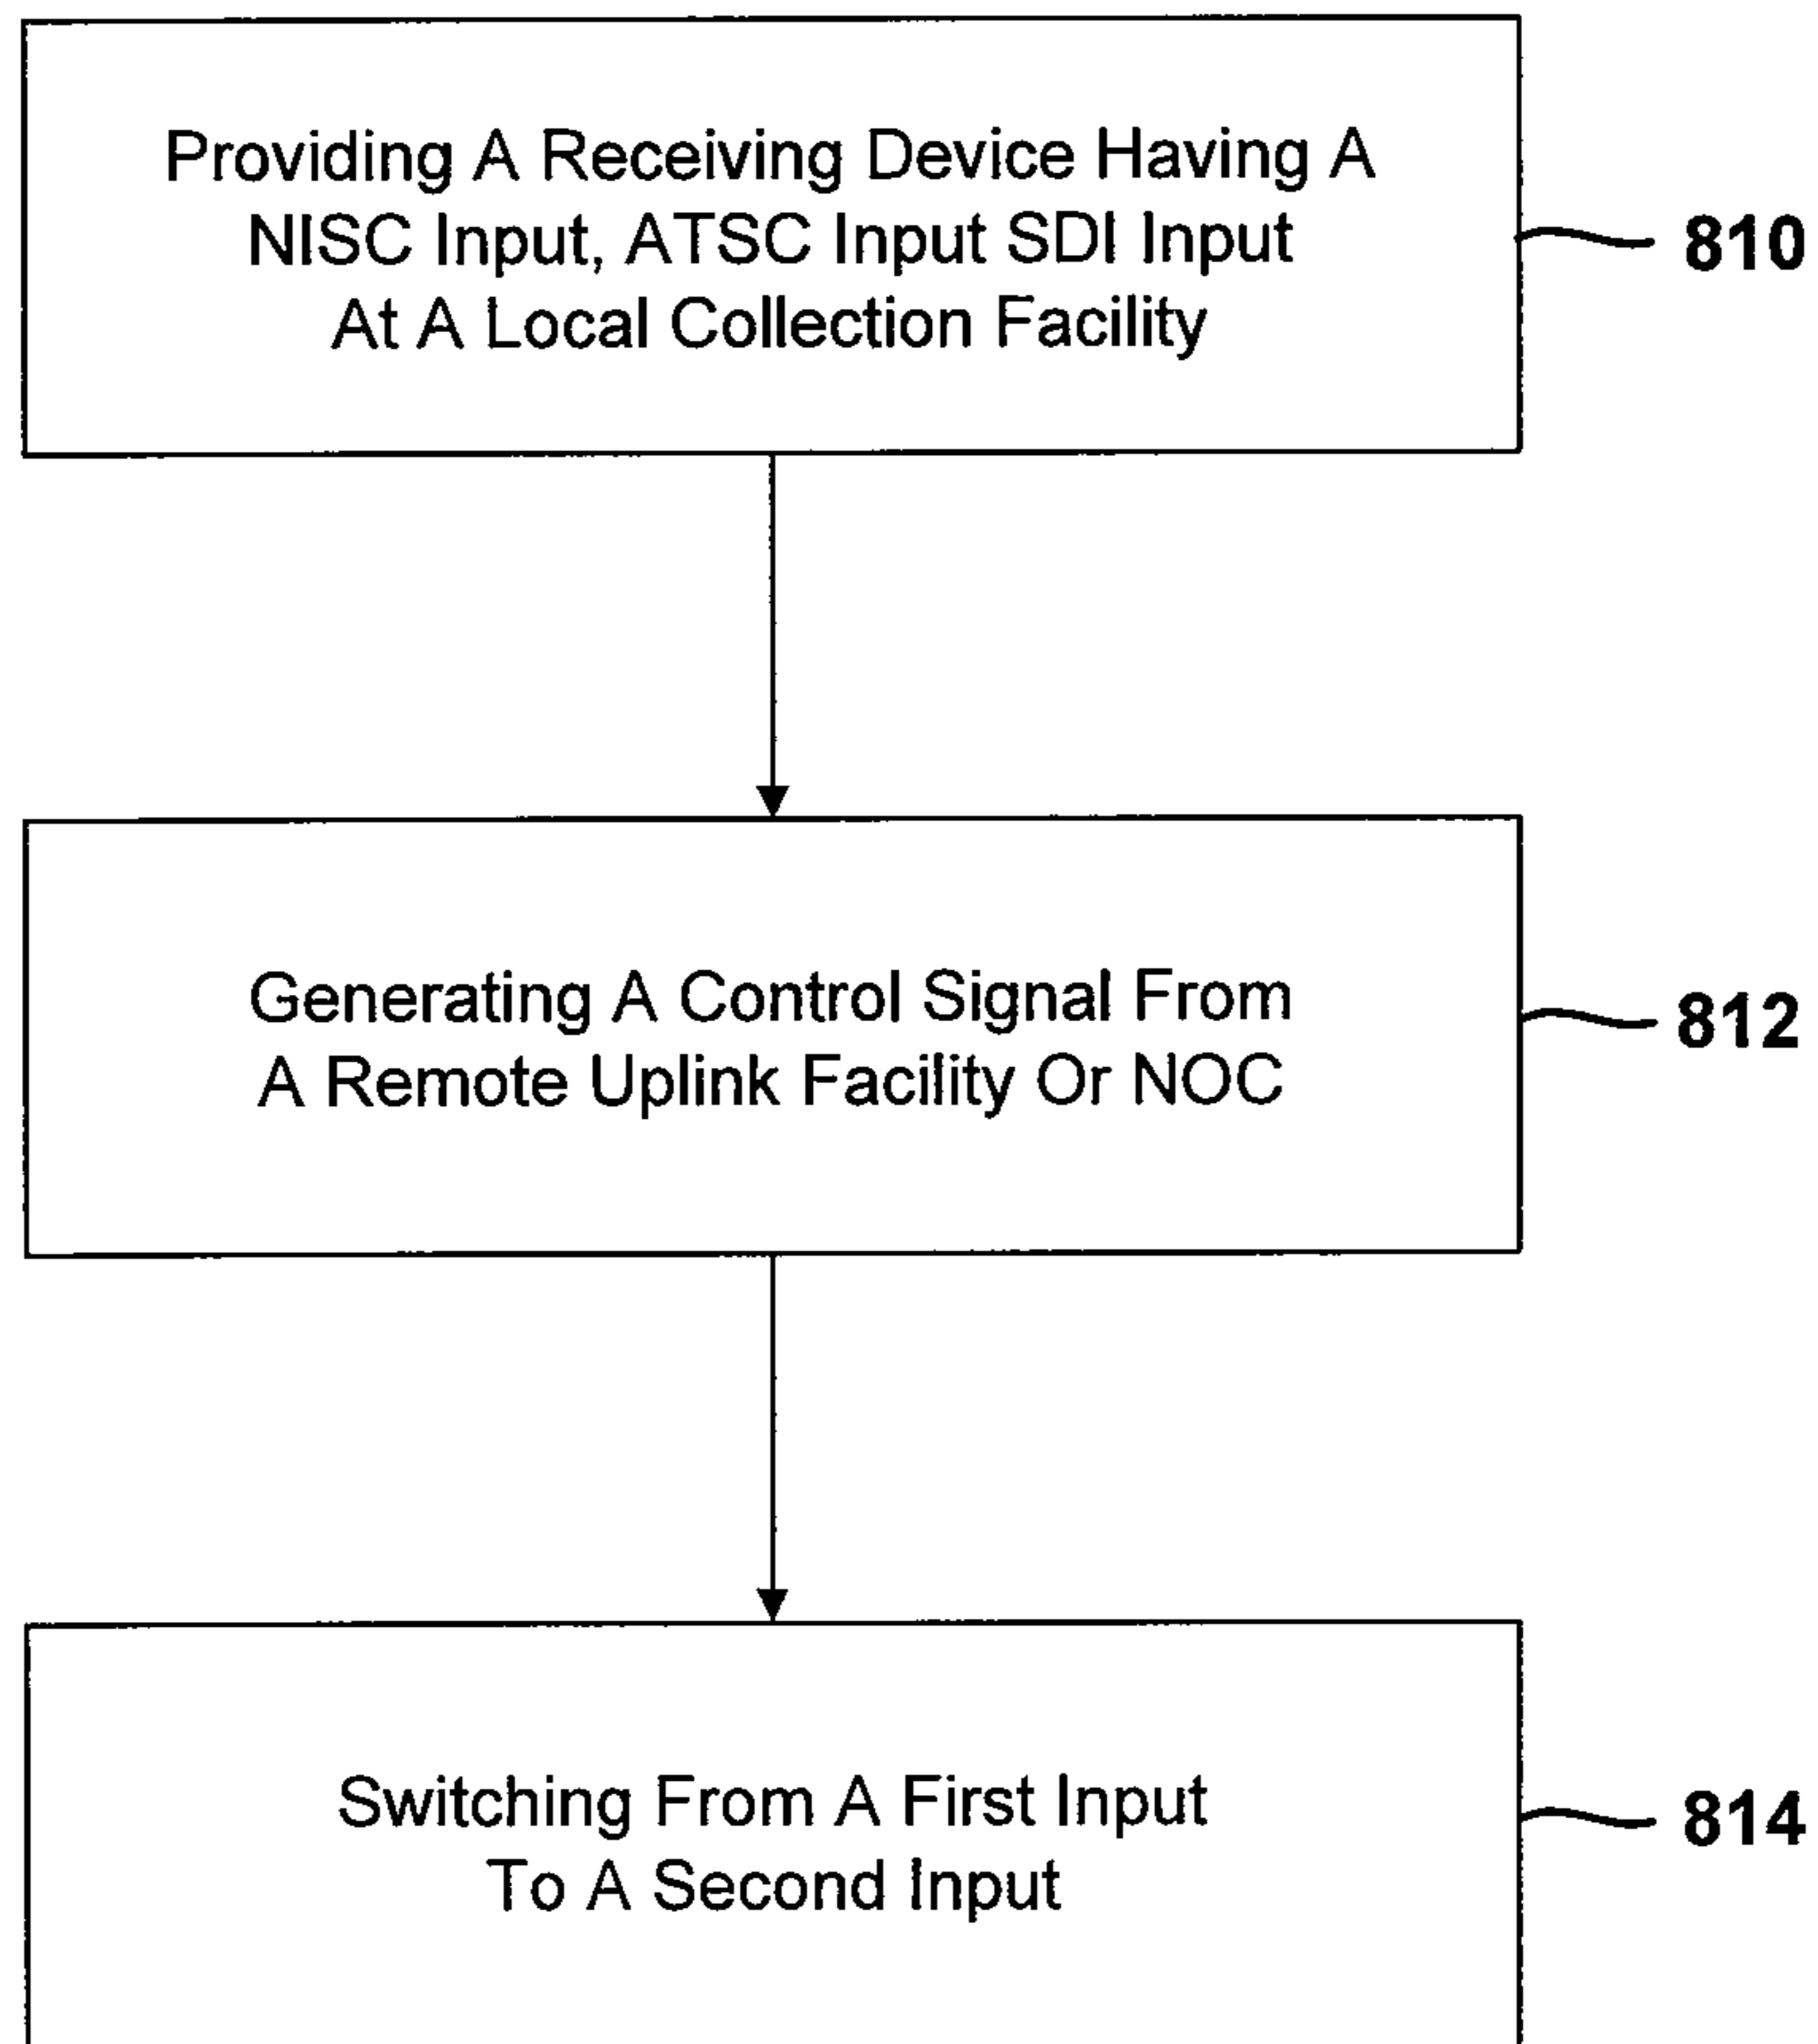 Providing A Receiving Device Having A
NISC Input, ATSC Input SDI Input
At A Local Collection Facility
810
Generating A Control Signal From
A Remote Uplink Facility Or NOC
812
Switching From A First Input
To A Second Input
814